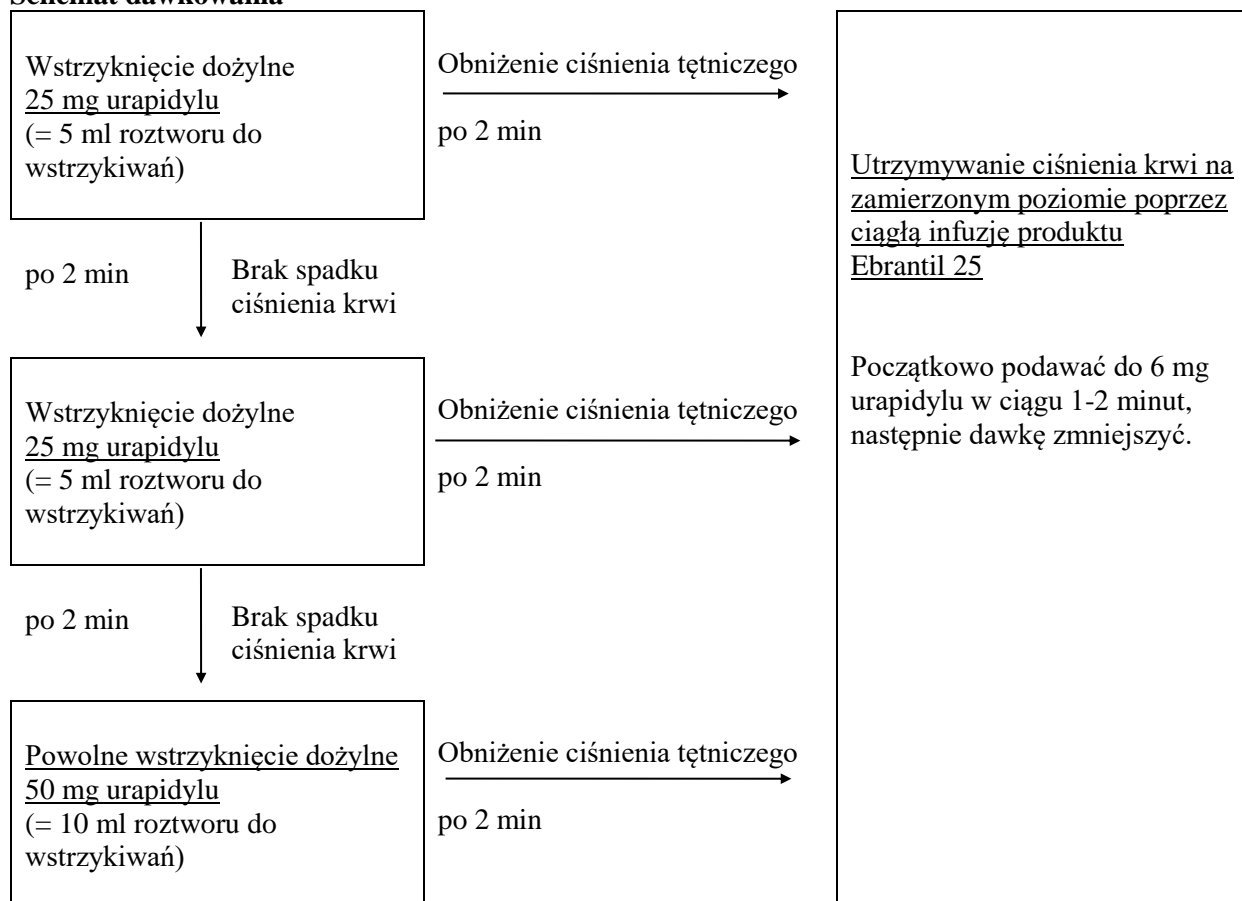 Wstrzyknięcie dożylne
25 mg urapidylu
(= 5 ml roztworu do
wstrzykiwań)
Obniżenie ciśnienia tętniczego
po 2 min
po 2 min
Brak spadku
ciśnienia krwi
Wstrzyknięcie dożylne
25 mg urapidylu
(= 5 ml roztworu do
wstrzykiwań)
Obniżenie ciśnienia tętniczego
po 2 min
po 2 min
Brak spadku
ciśnienia krwi
Powolne wstrzyknięcie dożylne
50 mg urapidylu
(= 10 ml roztworu do
wstrzykiwań)
Obniżenie ciśnienia tętniczego
po 2 min
Utrzymywanie ciśnienia krwi na
zamierzonym poziomie poprzez
ciągłą infuzję produktu
Ebrantil 25
Początkowo podawać do 6 mg
urapidylu w ciągu 1-2 minut,
następnie dawkę zmniejszyć.